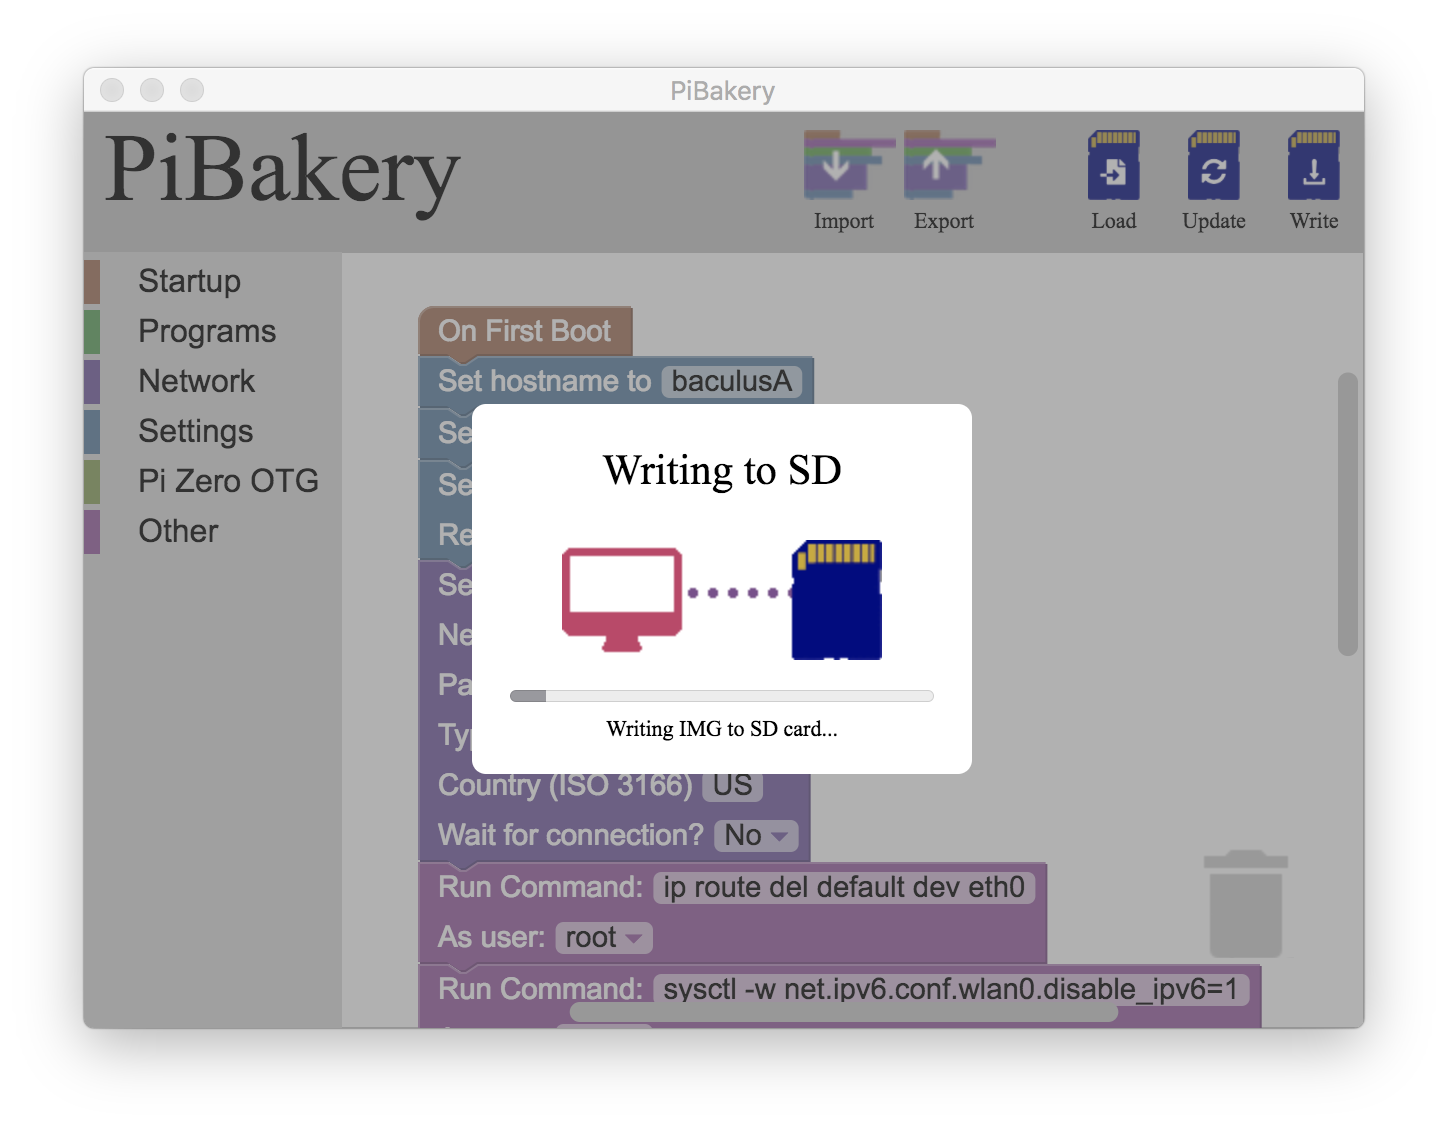 PiBakery
PiBakery
Import
Export
Load
Update
Write
Startup
Programs
Network
Settings
Pi Zero OTG
Other
On First Boot
Set hostname to baculusA
Se
Se
Re
Se
Ne
Pa
Ty
Writing to SD
Writing IMG to SD card...
Country (ISO 3166) US
Wait for connection? No
Run Command: ip route del default dev eth0
As user: root
Run Command: sysctl -w net.ipv6.conf.wlan0.disable_ipv6=1